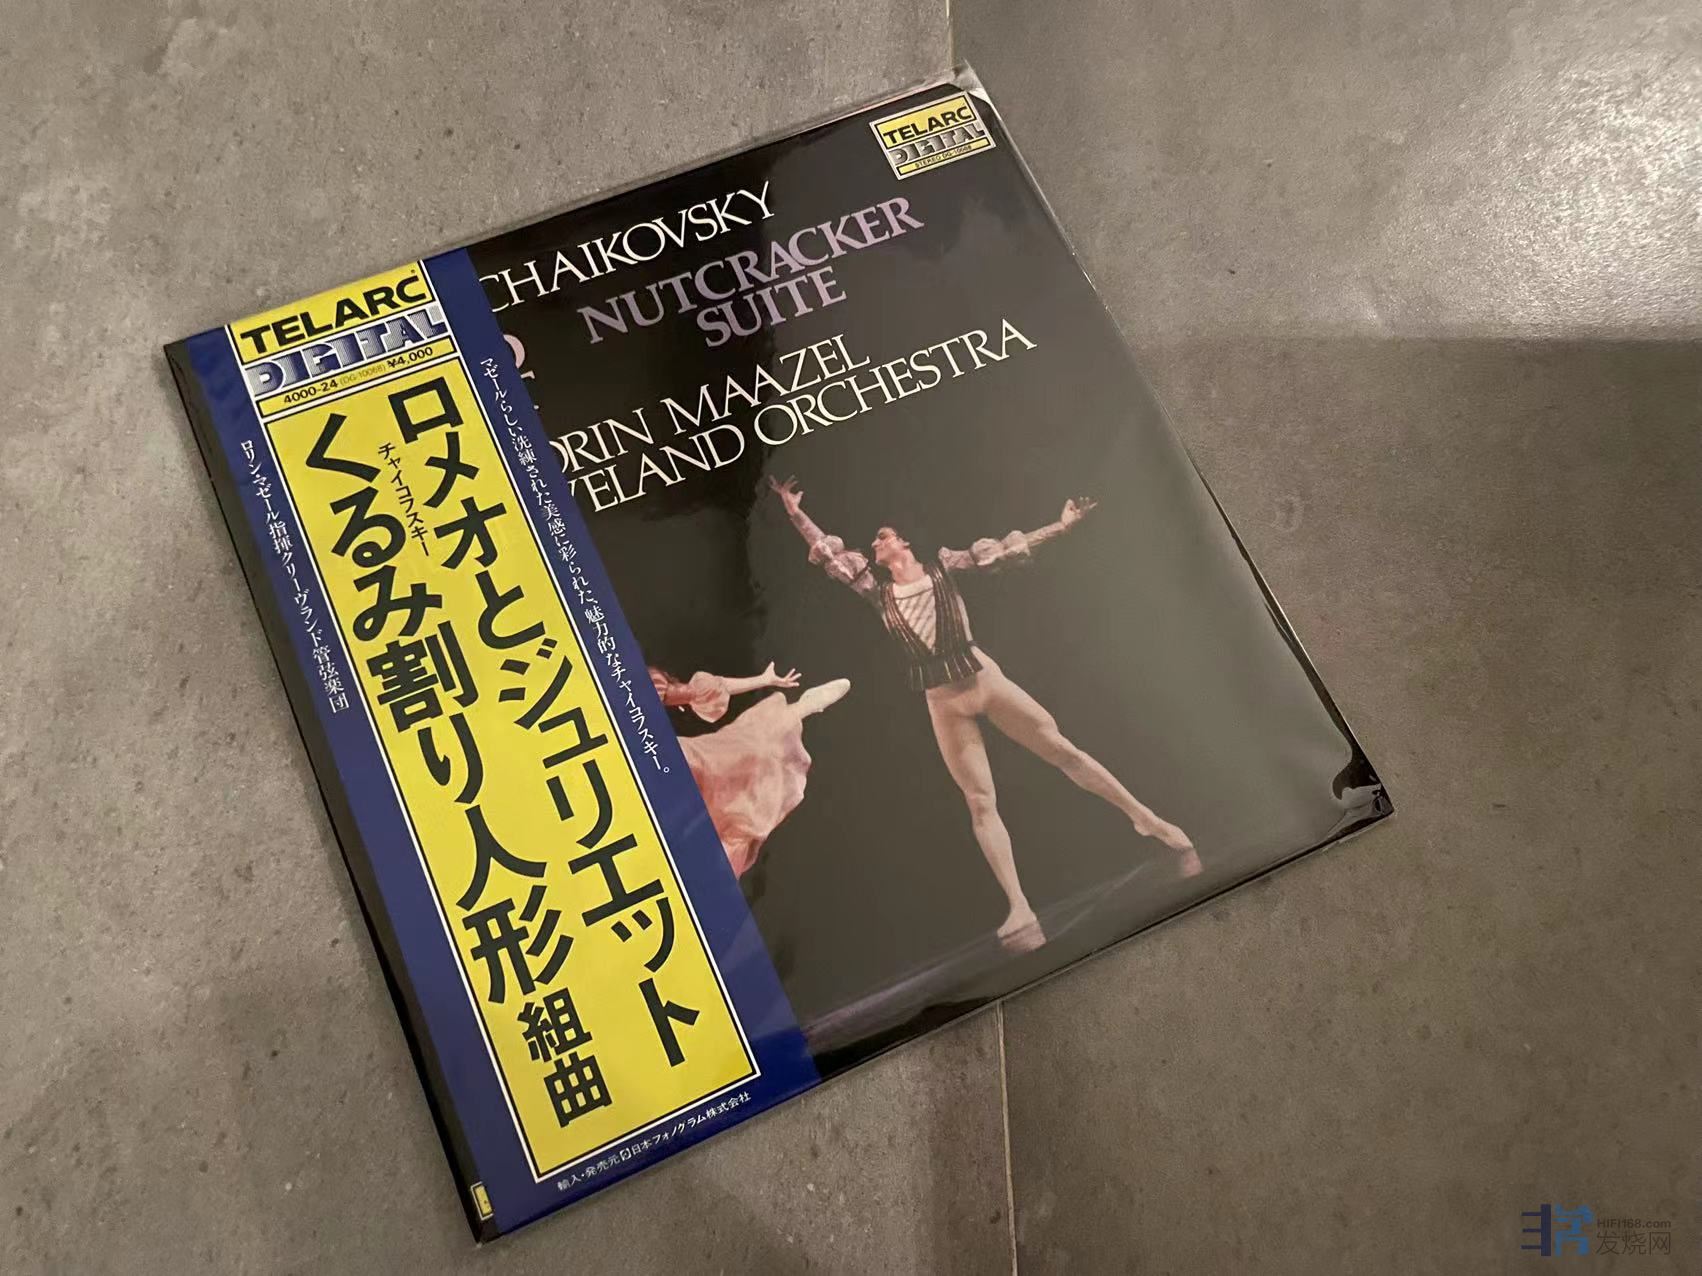 TELARC
DIGITAL
4000-24 (DG-10068) ¥4,000
ロメオとジュリエット
チャイコフスキー
くるみ割り人形 組曲
マゼールらしい洗練された美感に彩られた、魅力的なチャイコフスキー。
ロリン・マゼール指揮クリーヴランド管弦楽団
輸入・発売元 日本フォノグラム株式会社
TELARC
DIGITAL
STEREO DG-10068
CHAIKOVSKY
NUTCRACKER
SUITE
ORIN MAAZEL
VELAND ORCHESTRA
HIFI168.com
发烧网